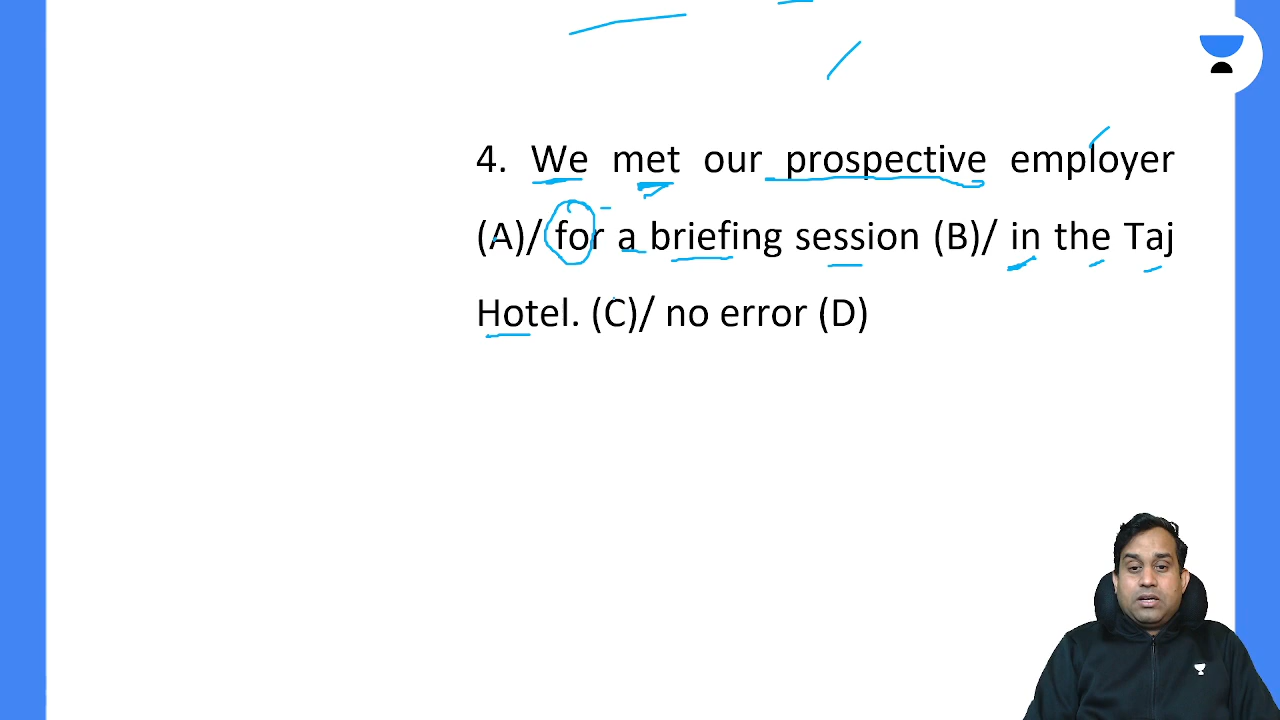 4. We met our prospective employer
(A)/ for a briefing session (B)/ in the Taj
Hotel. (C)/ no error (D)